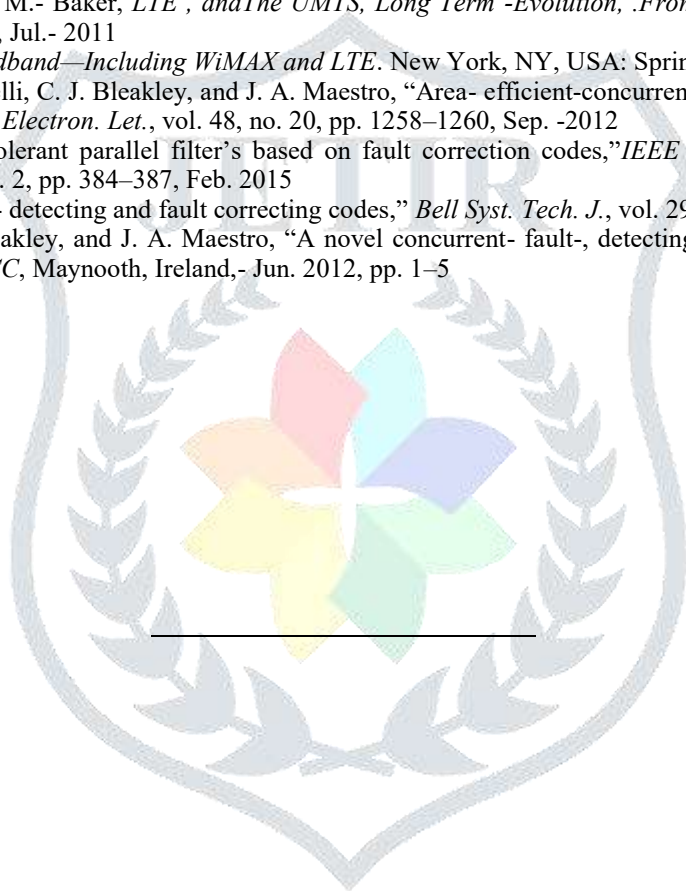 M.- Baker, LTE , andThe UMTS, Long Term -Evolution, .Fron
, Jul.- 2011
dband—Including WiMAX and LTE. New York, NY, USA: Sprin
lli, C. J. Bleakley, and J. A. Maestro, “Area- efficient-concurren
Electron. Let., vol. 48, no. 20, pp. 1258–1260, Sep. -2012
olerant parallel filter’s based on fault correction codes,”IEEE
. 2, pp. 384–387, Feb. 2015
- detecting and fault correcting codes,” Bell Syst. Tech. J., vol. 29
eakley, and J. A. Maestro, “A novel concurrent- fault-, detecting
C, Maynooth, Ireland,- Jun. 2012, pp. 1–5
JETIR